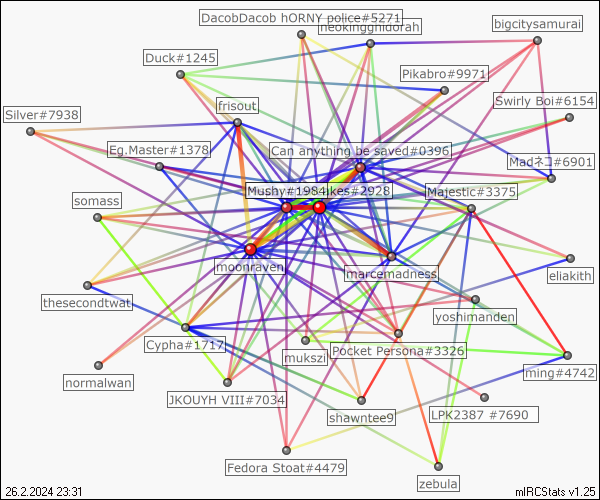 DacobDacob hORNY police#5271
neokingghidorah
bigcitysamurai
Duck#1245
Pikabro#9971
Swirly Boi#6154
Silver#7938
frisout
Eg.Master#1378
Can anything be saved#0396
Madネコ#6901
Mushy#1984
ikes#2928
Majestic#3375
somass
moonraven
marcemadness
eliakith
thesecondtwat
yoshimanden
Cypha#1717
mukszi
Pocket Persona#3326
ming#4742
normalwan
JKOUYH VIII#7034
shawntee9
LPK2387 #7690
Fedora Stoat#4479
zebula
26.2.2024 23:31
mIRCStats v1.25